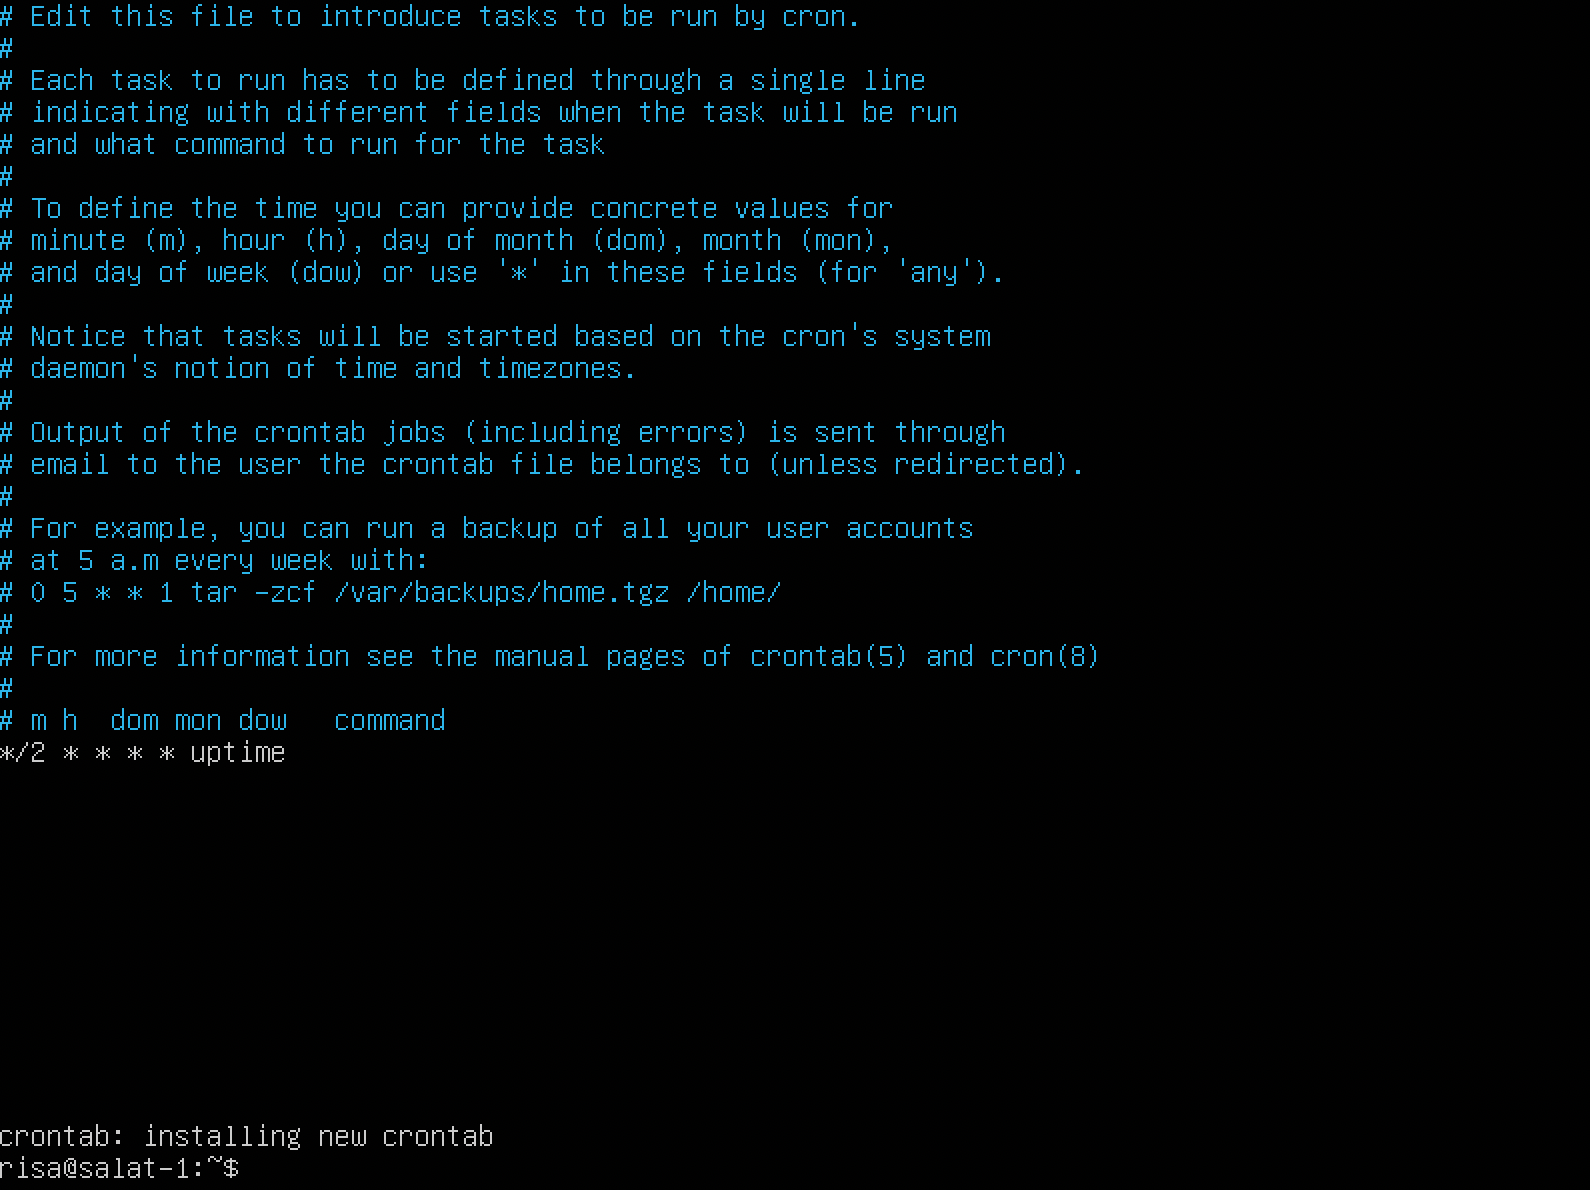 # Edit this file to introduce tasks to be run by cron.
#
# Each task to run has to be defined through a single line
# indicating with different fields when the task will be run
# and what command to run for the task
#
# To define the time you can provide concrete values for
# minute (m), hour (h), day of month (dom), month (mon),
# and day of week (dow) or use '*' in these fields (for 'any').
#
# Notice that tasks will be started based on the cron's system
# daemon's notion of time and timezones.
#
# Output of the crontab jobs (including errors) is sent through
# email to the user the crontab file belongs to (unless redirected).
#
# For example, you can run a backup of all your user accounts
# at 5 a.m every week with:
# 0 5 * * 1 tar -zcf /var/backups/home.tgz /home/
#
# For more information see the manual pages of crontab(5) and cron(8)
#
# m h  dom mon dow   command
*/2 * * * * uptime
crontab: installing new crontab
risa@salat-1:~$